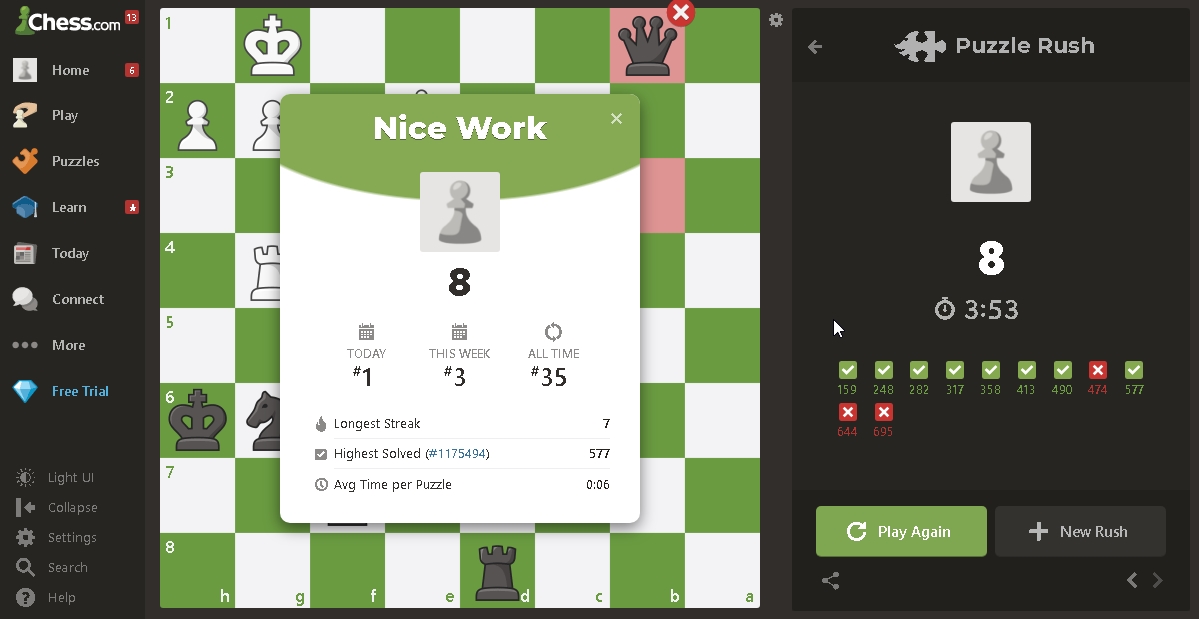 Chess.com 13
Home 6
Play
Puzzles
Learn
Today
Connect
More
Free Trial
Light UI
Collapse
Settings
Search
Help
1
2
3
4
5
6
7
8
h g f e d c b a
Nice Work
8
TODAY THIS WEEK ALL TIME
#1 #3 #35
Longest Streak 7
Highest Solved (#1175494) 577
Avg Time per Puzzle 0:06
Puzzle Rush
8
3:53
159 248 282 317 358 413 490 474 577
644 695
Play Again
New Rush